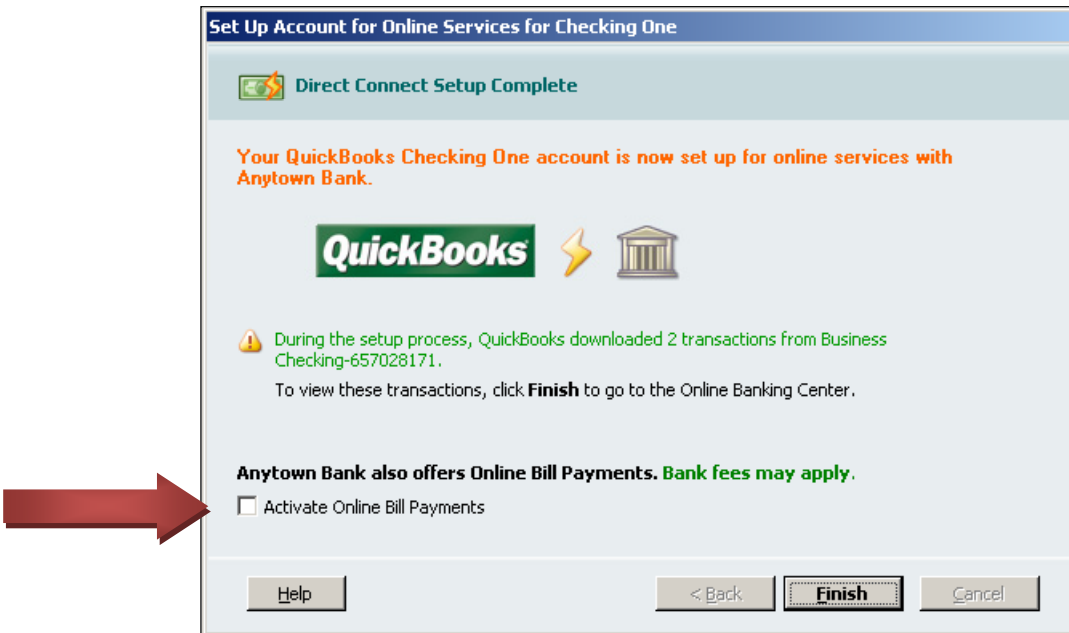 Set Up Account for Online Services for Checking One
Direct Connect Setup Complete
Your QuickBooks Checking One account is now set up for online services with
Anytown Bank.
QuickBooks
During the setup process, QuickBooks downloaded 2 transactions from Business
Checking-657028171.
To view these transactions, click Finish to go to the Online Banking Center.
Anytown Bank also offers Online Bill Payments. Bank fees may apply.
Activate Online Bill Payments
Help
< Back
Finish
Cancel